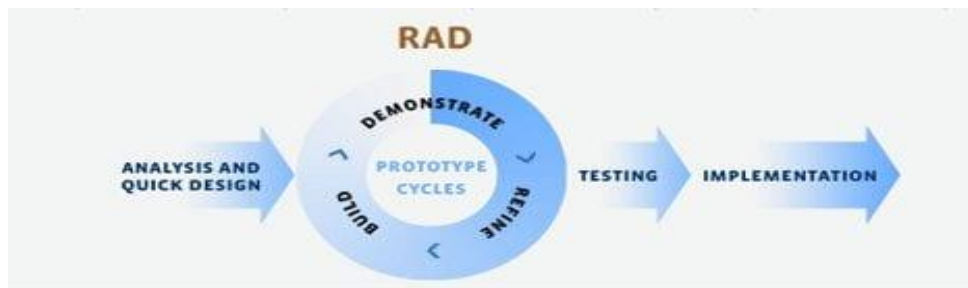 RAD
ANALYSIS AND
QUICK DESIGN
DEMONSTRATE
REFINE
BUILD
PROTOTYPE
CYCLES
TESTING
IMPLEMENTATION